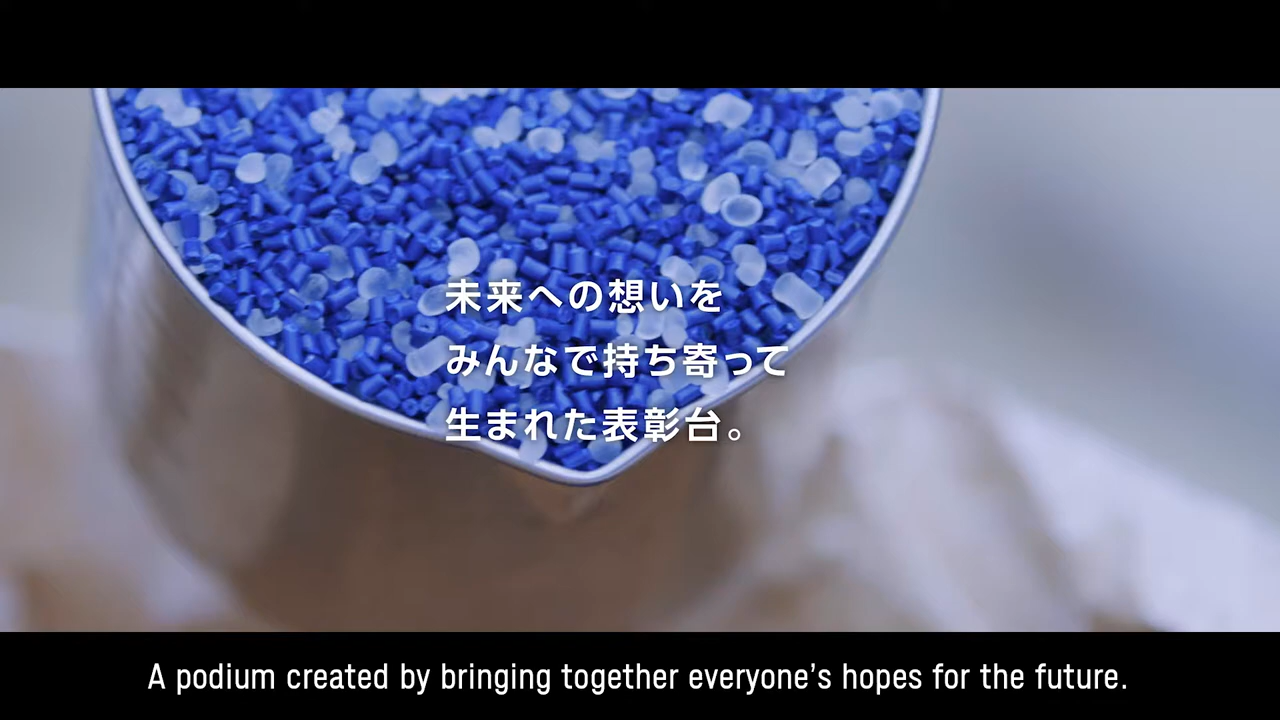 未来への想いを
みんなで持ち寄って
生まれた表彰台。
A podium created by bringing together everyone’s hopes for the future.